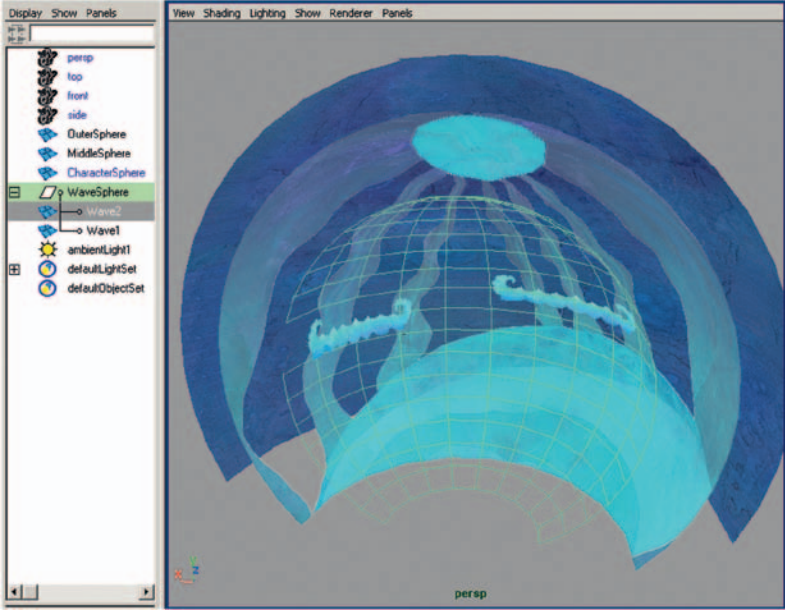 Display Show Panels
View Shading Lighting Show Renderer Panels
persp
top
front
side
OuterSphere
MiddleSphere
CharacterSphere
WaveSphere
Wave2
Wave1
ambientLight1
defaultLightSet
defaultObjectSet
persp